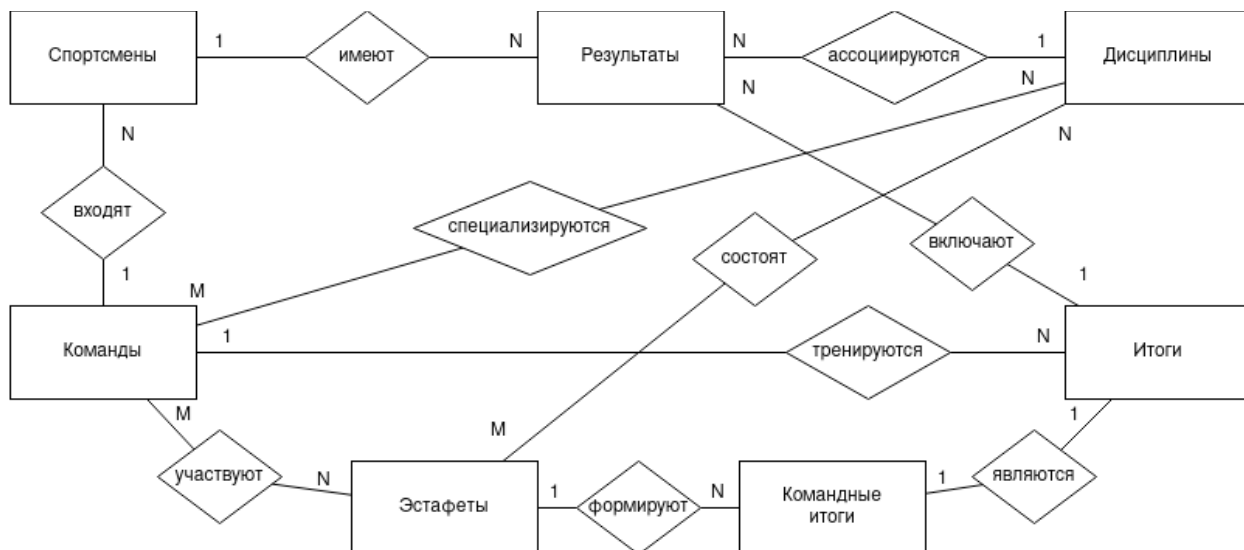 Спортсмены
1
имеют
N
Результаты
N
ассоциируются
1
Дисциплины
N
N
N
N
входят
специализируются
состоят
включают
1
M
1
Команды
1
тренируются
N
Итоги
M
M
1
участвуют
N
Эстафеты
1
формируют
N
Командные
итоги
1
являются